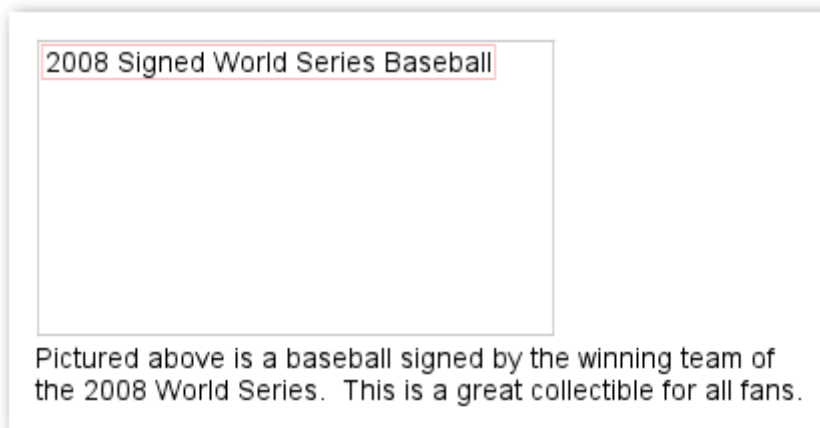 2008 Signed World Series Baseball
Pictured above is a baseball signed by the winning team of
the 2008 World Series.  This is a great collectible for all fans.